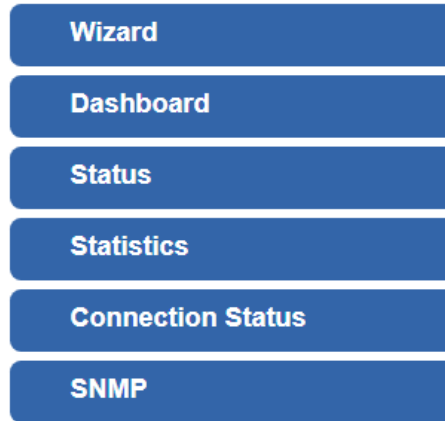 Wizard
Dashboard
Status
Statistics
Connection Status
SNMP